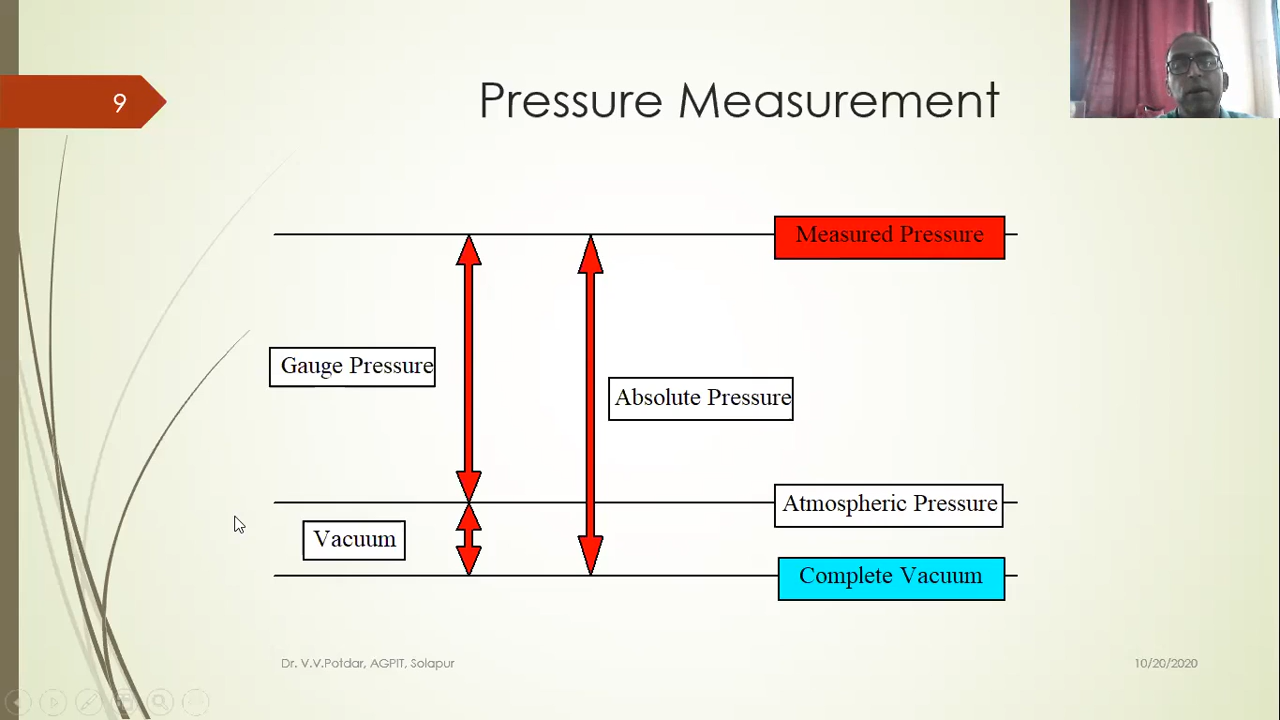 9
Pressure Measurement
Measured Pressure
Gauge Pressure
Absolute Pressure
Atmospheric Pressure
Vacuum
Complete Vacuum
Dr. V.V.Potdar, AGPIT, Solapur
10/20/2020